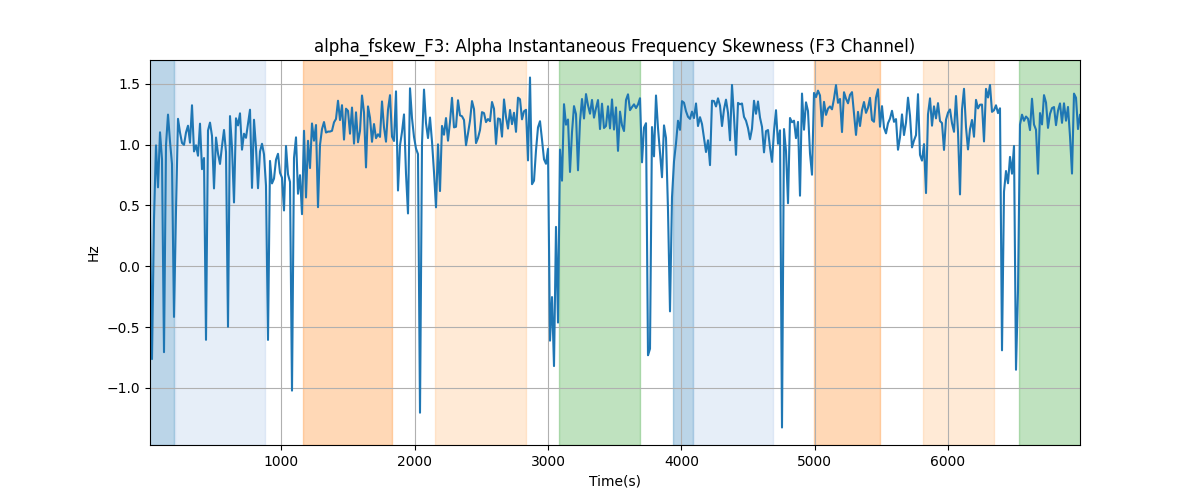 alpha_fskew_F3: Alpha Instantaneous Frequency Skewness (F3 Channel)
1.5
1.0
0.5
0.0
−0.5
−1.0
Hz
1000 2000 3000 4000 5000 6000
Time(s)